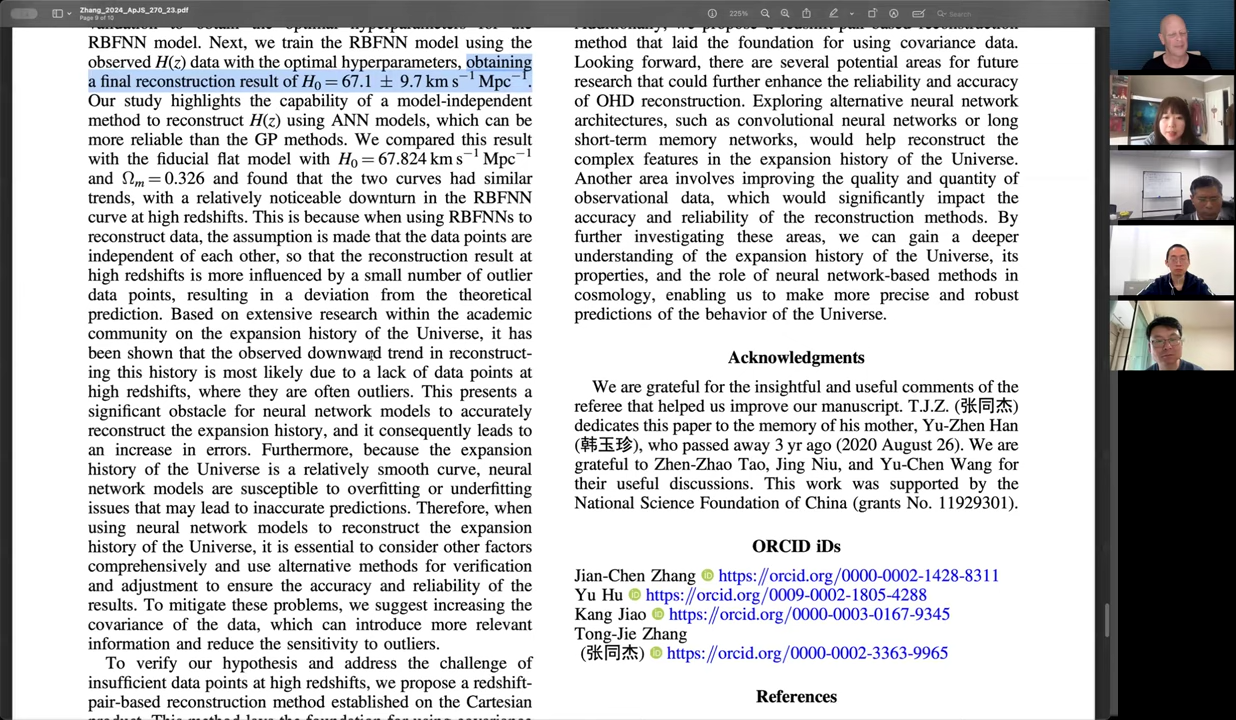 Zhang_2024_ApJS_270_23.pdf
Page 9 of 10
225%
Search
RBFNN model. Next, we train the RBFNN model using the
observed H(z) data with the optimal hyperparameters, obtaining
a final reconstruction result of H₀ = 67.1 ± 9.7 km s⁻¹ Mpc⁻¹.
Our study highlights the capability of a model-independent
method to reconstruct H(z) using ANN models, which can be
more reliable than the GP methods. We compared this result
with the fiducial flat model with H₀ = 67.824 km s⁻¹ Mpc⁻¹
and Ωₘ = 0.326 and found that the two curves had similar
trends, with a relatively noticeable downturn in the RBFNN
curve at high redshifts. This is because when using RBFNNs to
reconstruct data, the assumption is made that the data points are
independent of each other, so that the reconstruction result at
high redshifts is more influenced by a small number of outlier
data points, resulting in a deviation from the theoretical
prediction. Based on extensive research within the academic
community on the expansion history of the Universe, it has
been shown that the observed downward trend in reconstruct-
ing this history is most likely due to a lack of data points at
high redshifts, where they are often outliers. This presents a
significant obstacle for neural network models to accurately
reconstruct the expansion history, and it consequently leads to
an increase in errors. Furthermore, because the expansion
history of the Universe is a relatively smooth curve, neural
network models are susceptible to overfitting or underfitting
issues that may lead to inaccurate predictions. Therefore, when
using neural network models to reconstruct the expansion
history of the Universe, it is essential to consider other factors
comprehensively and use alternative methods for verification
and adjustment to ensure the accuracy and reliability of the
results. To mitigate these problems, we suggest increasing the
covariance of the data, which can introduce more relevant
information and reduce the sensitivity to outliers.
To verify our hypothesis and address the challenge of
insufficient data points at high redshifts, we propose a redshift-
pair-based reconstruction method established on the Cartesian
method that laid the foundation for using covariance data.
Looking forward, there are several potential areas for future
research that could further enhance the reliability and accuracy
of OHD reconstruction. Exploring alternative neural network
architectures, such as convolutional neural networks or long
short-term memory networks, would help reconstruct the
complex features in the expansion history of the Universe.
Another area involves improving the quality and quantity of
observational data, which would significantly impact the
accuracy and reliability of the reconstruction methods. By
further investigating these areas, we can gain a deeper
understanding of the expansion history of the Universe, its
properties, and the role of neural network-based methods in
cosmology, enabling us to make more precise and robust
predictions of the behavior of the Universe.
Acknowledgments
We are grateful for the insightful and useful comments of the
referee that helped us improve our manuscript. T.J.Z. (张同杰)
dedicates this paper to the memory of his mother, Yu-Zhen Han
(韩玉珍), who passed away 3 yr ago (2020 August 26). We are
grateful to Zhen-Zhao Tao, Jing Niu, and Yu-Chen Wang for
their useful discussions. This work was supported by the
National Science Foundation of China (grants No. 11929301).
ORCID iDs
Jian-Chen Zhang https://orcid.org/0000-0002-1428-8311
Yu Hu https://orcid.org/0009-0002-1805-4288
Kang Jiao https://orcid.org/0000-0003-0167-9345
Tong-Jie Zhang
(张同杰) https://orcid.org/0000-0002-3363-9965
References